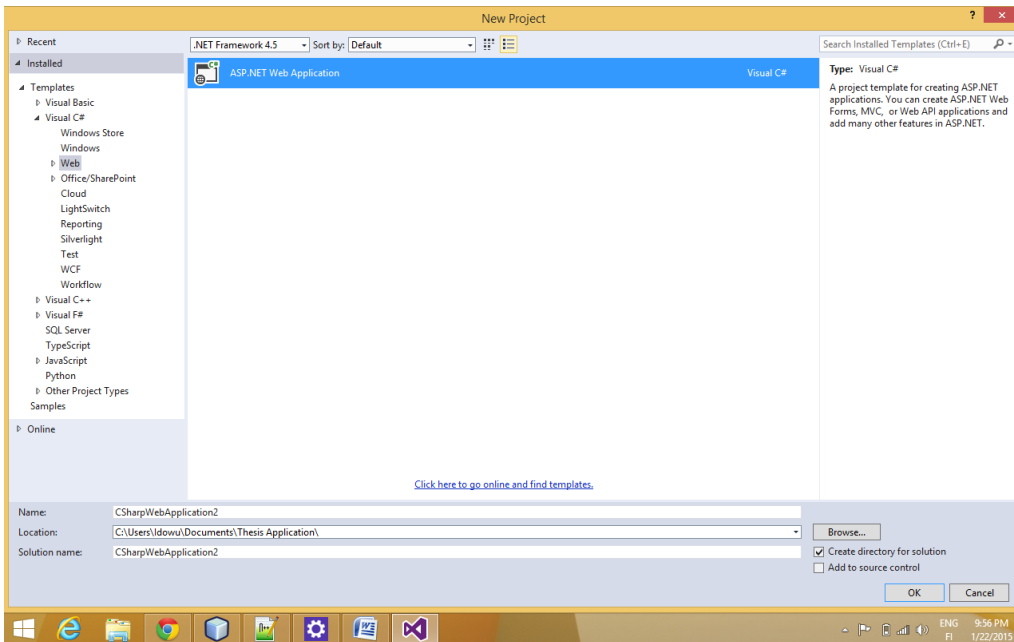 New Project
?
Recent
.NET Framework 4.5
Sort by: Default
Search Installed Templates (Ctrl+E)
Installed
Templates
Visual Basic
Visual C#
Windows Store
Windows
Web
Office/SharePoint
Cloud
LightSwitch
Reporting
Silverlight
Test
WCF
Workflow
Visual C++
Visual F#
SQL Server
TypeScript
JavaScript
Python
Other Project Types
Samples
Online
ASP.NET Web Application Visual C#
Type: Visual C#
A project template for creating ASP.NET
applications. You can create ASP.NET Web
Forms, MVC, or Web API applications and
add many other features in ASP.NET.
Click here to go online and find templates.
Name: CSharpWebApplication2
Location: C:\Users\Idowu\Documents\Thesis Application\
Browse...
Solution name: CSharpWebApplication2
Create directory for solution
Add to source control
OK
Cancel
ENG 9:56 PM
FI 1/22/2015